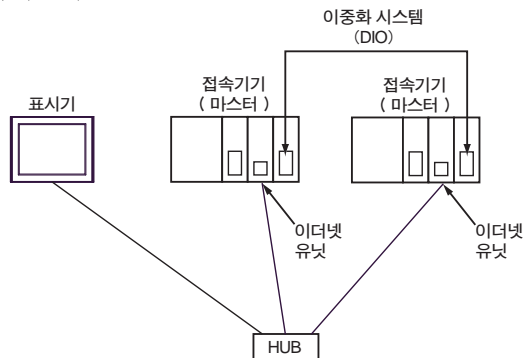 이중화 시스템
(DIO)
표시기
접속기기
( 마스터 )
접속기기
( 마스터 )
이더넷
유닛
이더넷
유닛
HUB